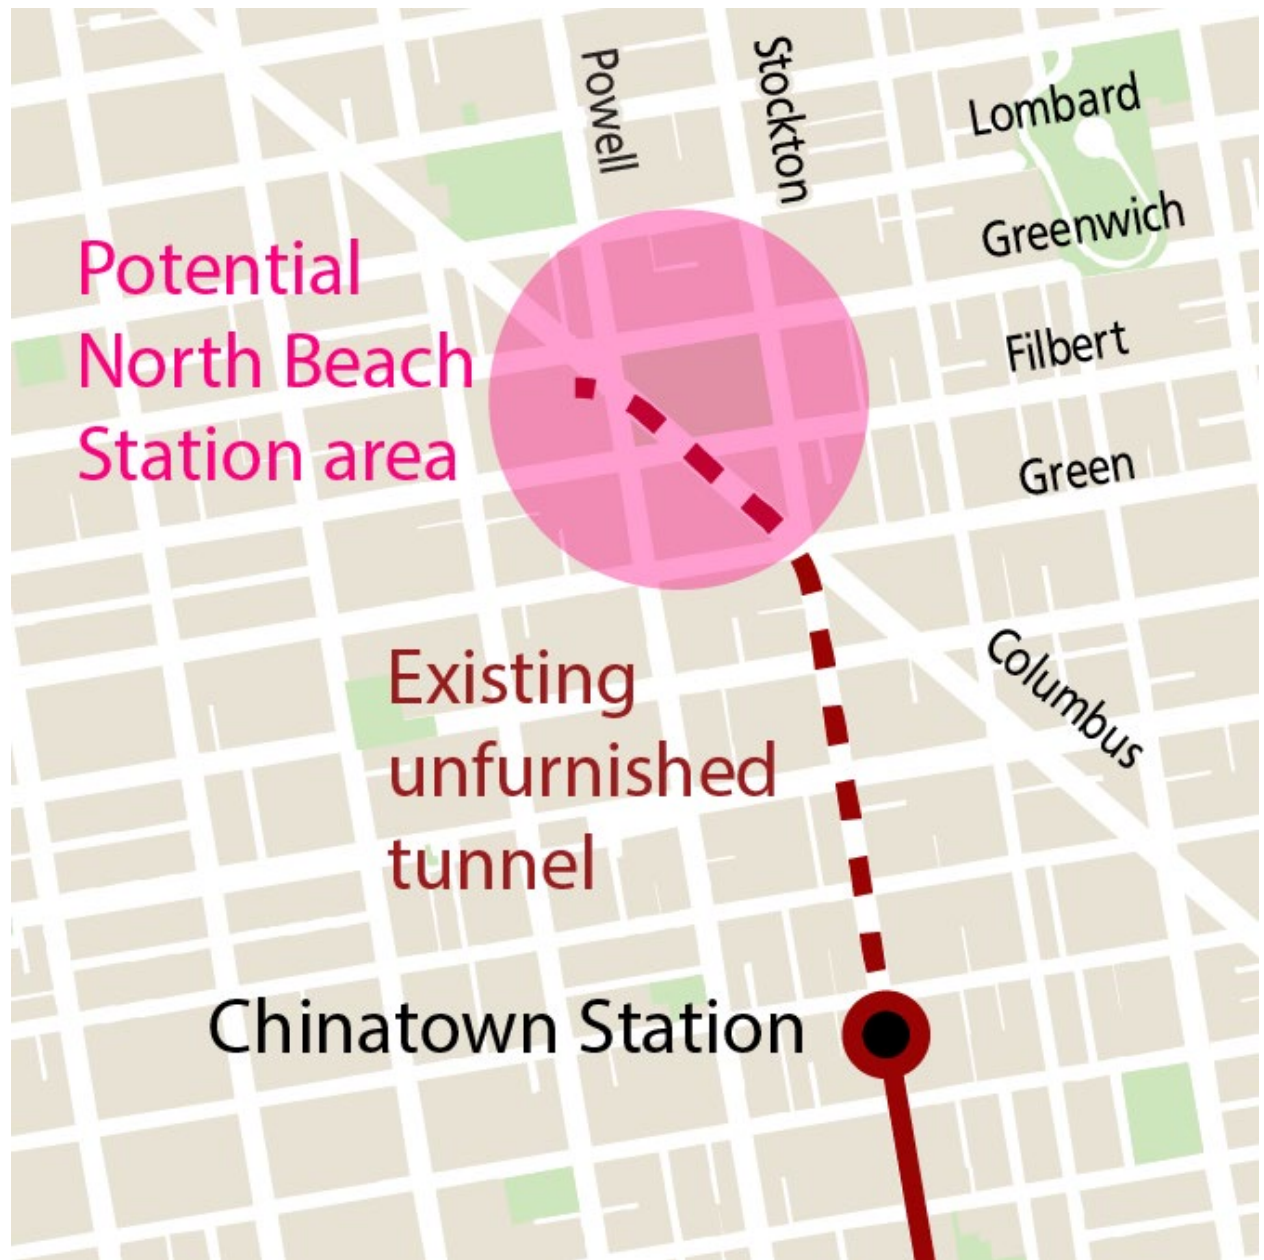 Powell
Stockton
Lombard
Greenwich
Potential
North Beach
Station area
Filbert
Green
Columbus
Existing
unfurnished
tunnel
Chinatown Station